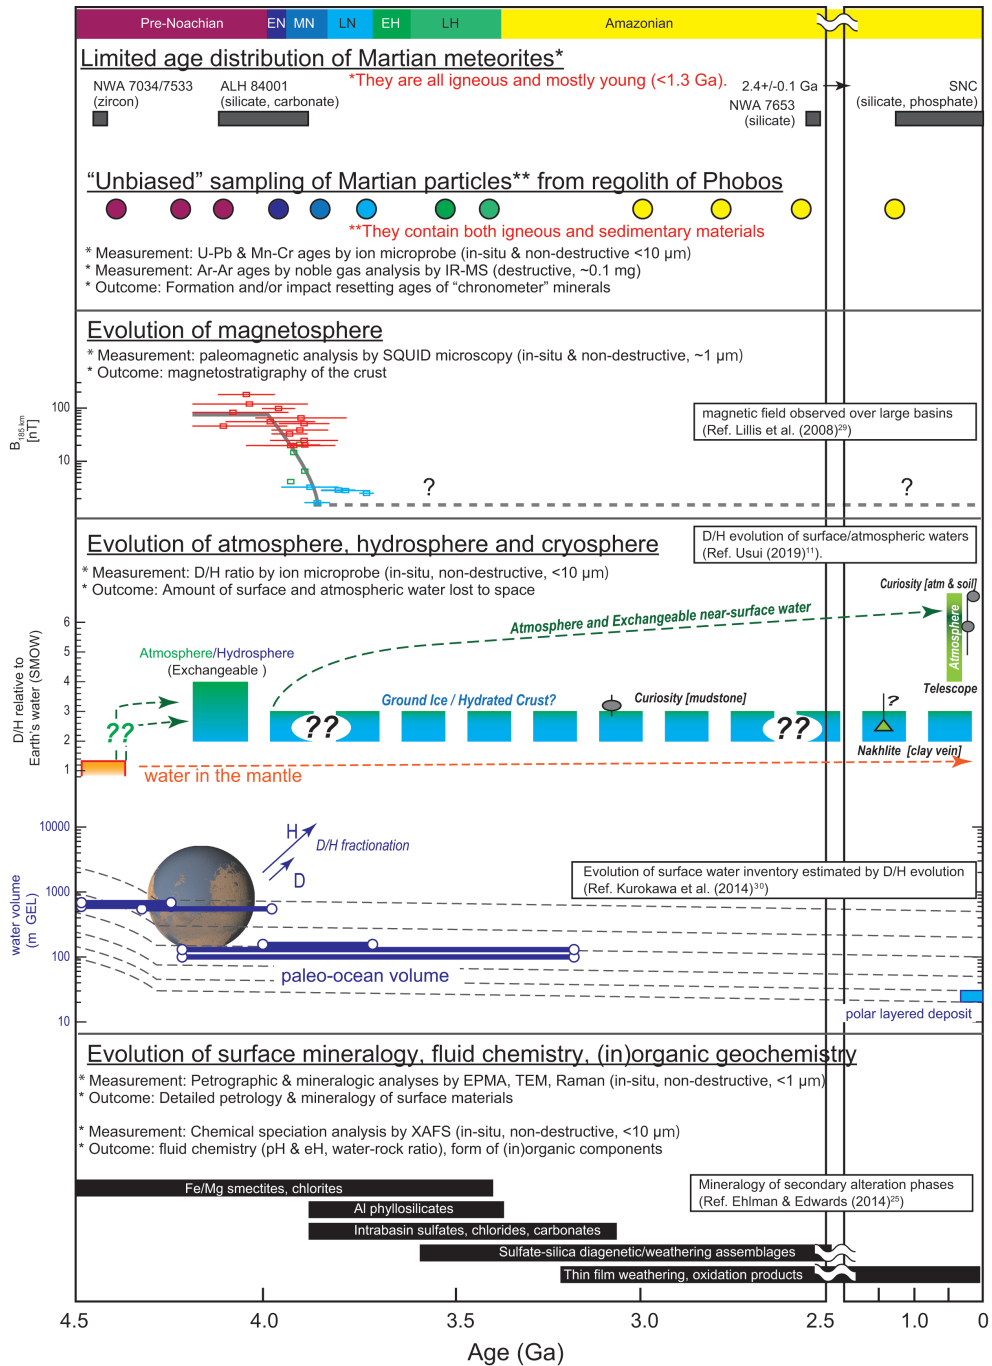 Pre-Noachian EN MN LN EH LH Amazonian
Limited age distribution of Martian meteorites*
*They are all igneous and mostly young (<1.3 Ga).
NWA 7034/7533
(zircon)
ALH 84001
(silicate, carbonate)
2.4+/-0.1 Ga
NWA 7653
(silicate)
SNC
(silicate, phosphate)
“Unbiased” sampling of Martian particles** from regolith of Phobos
**They contain both igneous and sedimentary materials
* Measurement: U-Pb & Mn-Cr ages by ion microprobe (in-situ & non-destructive <10 µm)
* Measurement: Ar-Ar ages by noble gas analysis by IR-MS (destructive, ~0.1 mg)
* Outcome: Formation and/or impact resetting ages of “chronometer” minerals
Evolution of magnetosphere
* Measurement: paleomagnetic analysis by SQUID microscopy (in-situ & non-destructive, ~1 µm)
* Outcome: magnetostratigraphy of the crust
B185 km
[nT]
100
10
magnetic field observed over large basins
(Ref. Lillis et al. (2008)29)
?
?
Evolution of atmosphere, hydrosphere and cryosphere
D/H evolution of surface/atmospheric waters
(Ref. Usui (2019)11).
* Measurement: D/H ratio by ion microprobe (in-situ, non-destructive, <10 µm)
* Outcome: Amount of surface and atmospheric water lost to space
D/H relative to
Earth's water (SMOW)
6
5
4
3
2
1
Atmosphere/Hydrosphere
(Exchangeable )
Atmosphere and Exchangeable near-surface water
Curiosity [atm & soil]
Atmosphere
Telescope
Ground Ice / Hydrated Crust?
Curiosity [mudstone]
??
??
??
?
Nakhlite [clay vein]
water in the mantle
water volume
(m GEL)
10000
1000
100
10
H
D
D/H fractionation
Evolution of surface water inventory estimated by D/H evolution
(Ref. Kurokawa et al. (2014)30)
paleo-ocean volume
polar layered deposit
Evolution of surface mineralogy, fluid chemistry, (in)organic geochemistry
* Measurement: Petrographic & mineralogic analyses by EPMA, TEM, Raman (in-situ, non-destructive, <1 µm)
* Outcome: Detailed petrology & mineralogy of surface materials
* Measurement: Chemical speciation analysis by XAFS (in-situ, non-destructive, <10 µm)
* Outcome: fluid chemistry (pH & eH, water-rock ratio), form of (in)organic components
Mineralogy of secondary alteration phases
(Ref. Ehlman & Edwards (2014)25)
Fe/Mg smectites, chlorites
Al phyllosilicates
Intrabasin sulfates, chlorides, carbonates
Sulfate-silica diagenetic/weathering assemblages
Thin film weathering, oxidation products
4.5 4.0 3.5 3.0 2.5 1.0 0
Age (Ga)